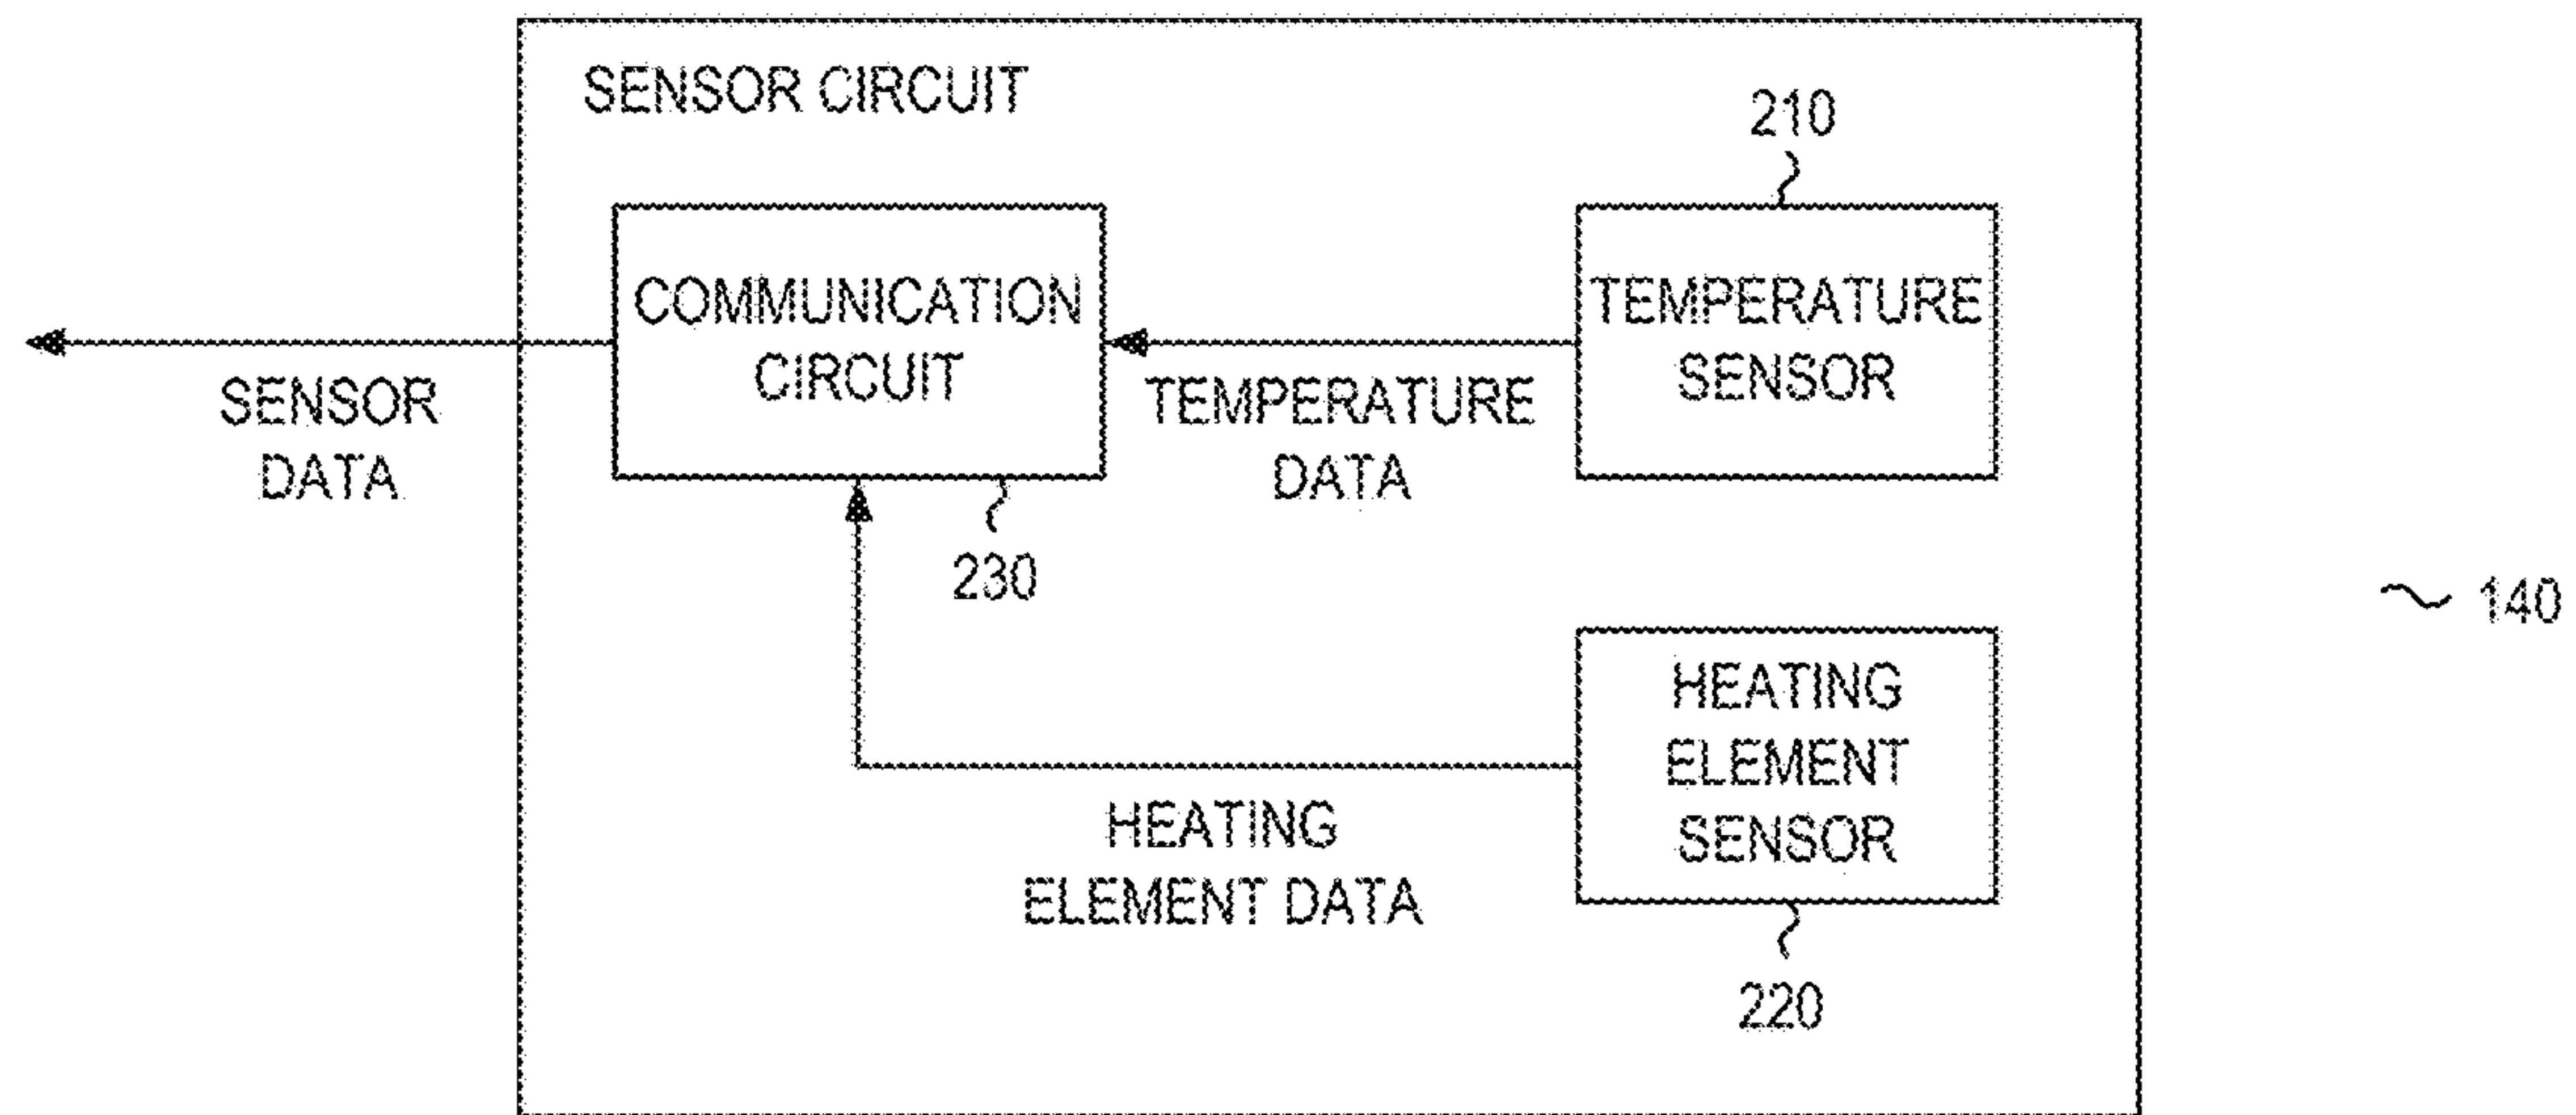 SENSOR CIRCUIT
210
COMMUNICATION
CIRCUIT
TEMPERATURE
SENSOR
SENSOR
DATA
TEMPERATURE
DATA
230
140
HEATING
ELEMENT
SENSOR
HEATING
ELEMENT DATA
220